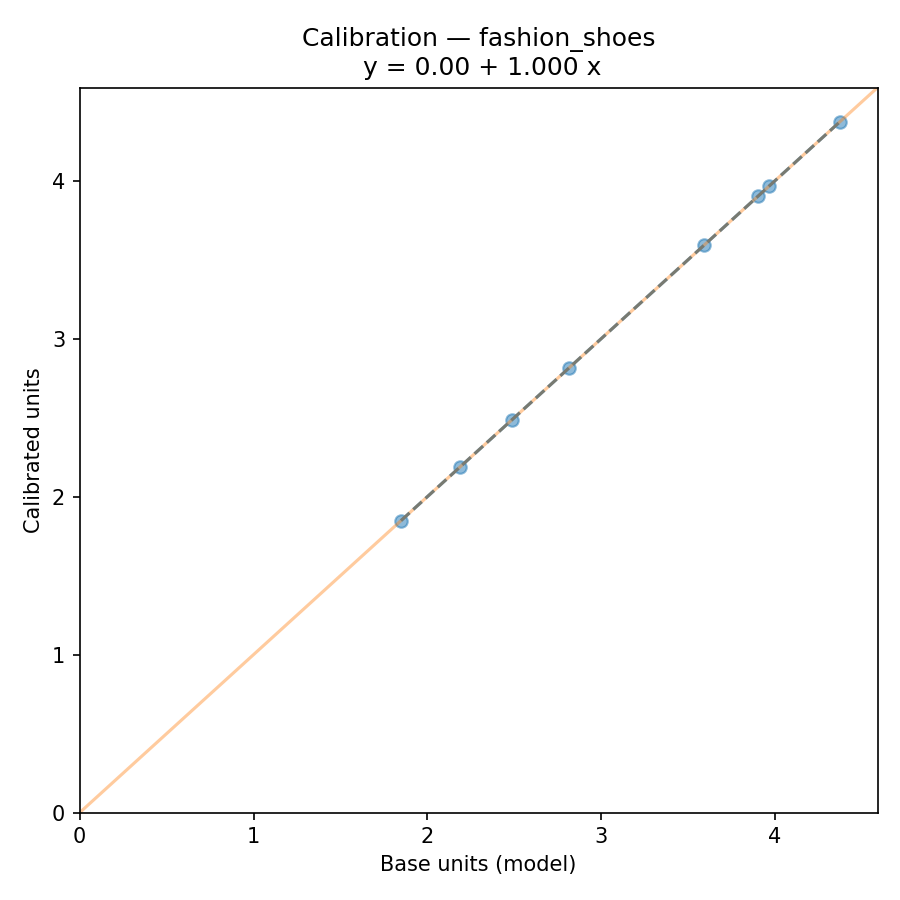 Calibration — fashion_shoes
y = 0.00 + 1.000 x
Calibrated units
4
3
2
1
0
0 1 2 3 4
Base units (model)